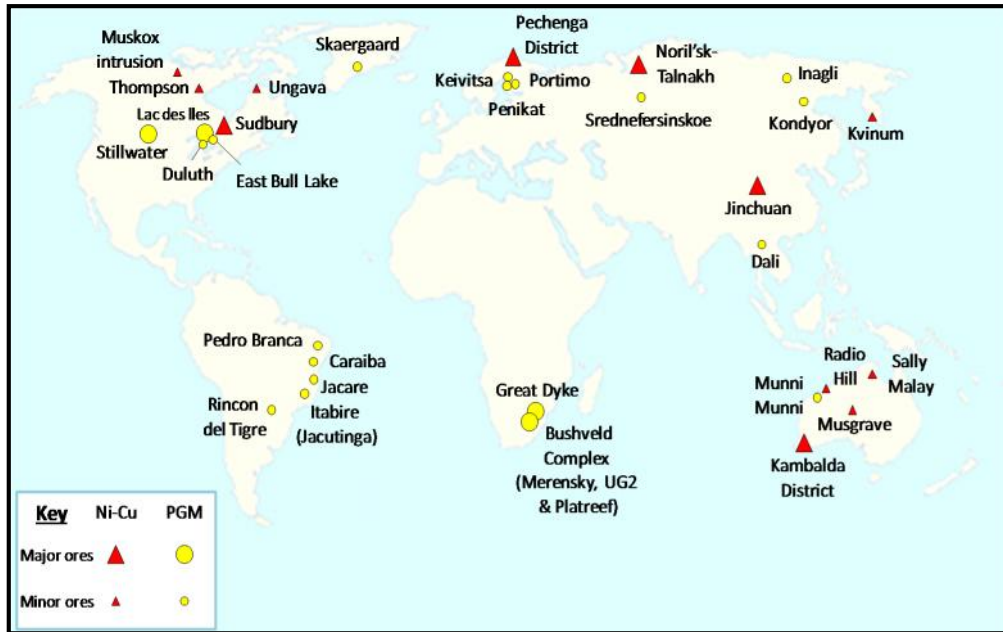 Muskox
intrusion
Thompson
Ungava
Lac des Iles
Sudbury
Stillwater
Duluth
East Bull Lake
Skaergaard
Pechenga
District
Keivitsa
Portimo
Penikat
Noril'sk-
Talnakh
Srednefersinskoe
Inagli
Kondyor
Kvinum
Jinchuan
Dali
Pedro Branca
Caraiba
Jacare
Itabire
(Jacutinga)
Rincon
del Tigre
Great Dyke
Bushveld
Complex
(Merensky, UG2
& Platreef)
Radio
Hill
Sally
Malay
Munni
Munni
Musgrave
Kambalda
District
Key Ni-Cu PGM
Major ores
Minor ores